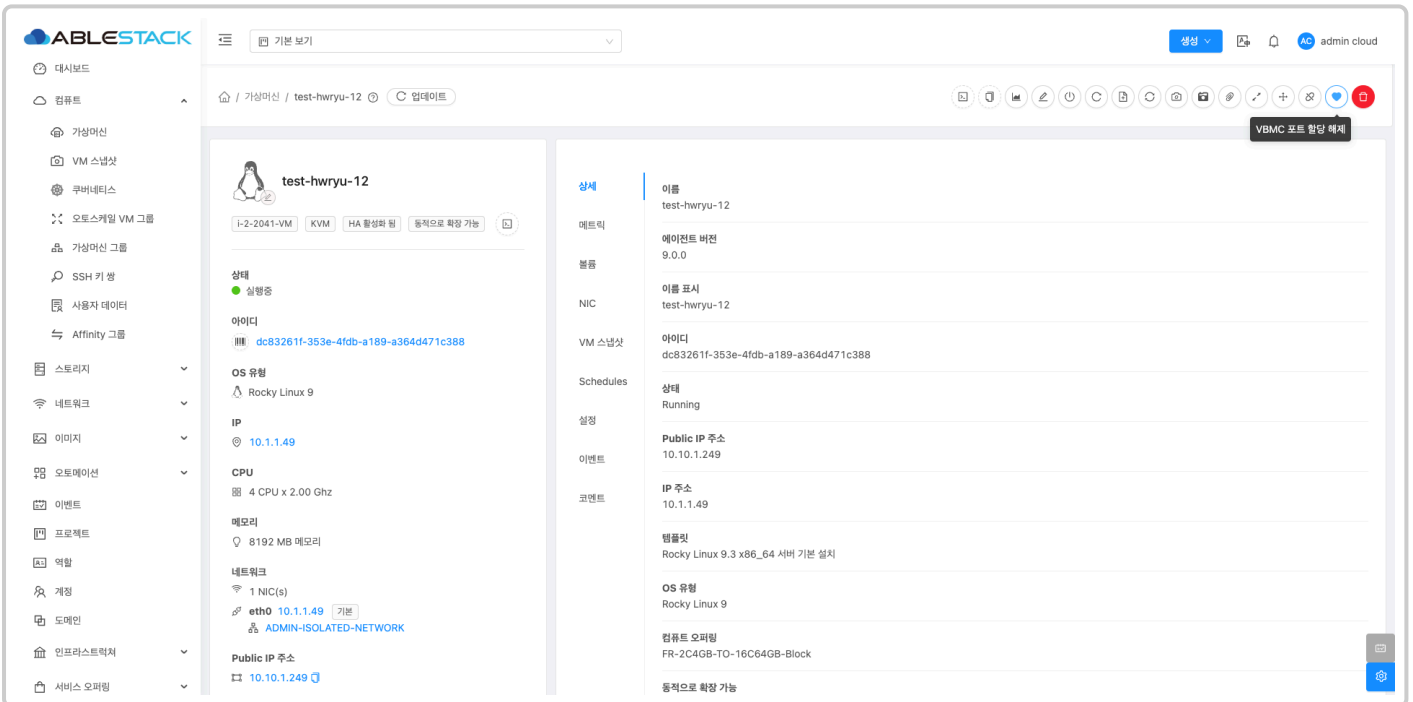 ABLESTACK
기본 보기
생성
AC admin cloud
대시보드
컴퓨트
가상머신
VM 스냅샷
쿠버네티스
오토스케일 VM 그룹
가상머신 그룹
SSH 키 쌍
사용자 데이터
Affinity 그룹
스토리지
네트워크
이미지
오토메이션
이벤트
프로젝트
역할
계정
도메인
인프라스트럭쳐
서비스 오퍼링
/ 가상머신 / test-hwryu-12 업데이트
VBMC 포트 할당 해제
test-hwryu-12
i-2-2041-VM KVM HA 활성화 됨 동적으로 확장 가능
상태
실행중
아이디
dc83261f-353e-4fdb-a189-a364d471c388
OS 유형
Rocky Linux 9
IP
10.1.1.49
CPU
4 CPU x 2.00 Ghz
메모리
8192 MB 메모리
네트워크
1 NIC(s)
eth0 10.1.1.49 기본
ADMIN-ISOLATED-NETWORK
Public IP 주소
10.10.1.249
상세
메트릭
볼륨
NIC
VM 스냅샷
Schedules
설정
이벤트
코멘트
이름
test-hwryu-12
에이전트 버전
9.0.0
이름 표시
test-hwryu-12
아이디
dc83261f-353e-4fdb-a189-a364d471c388
상태
Running
Public IP 주소
10.10.1.249
IP 주소
10.1.1.49
템플릿
Rocky Linux 9.3 x86_64 서버 기본 설치
OS 유형
Rocky Linux 9
컴퓨트 오퍼링
FR-2C4GB-TO-16C64GB-Block
동적으로 확장 가능